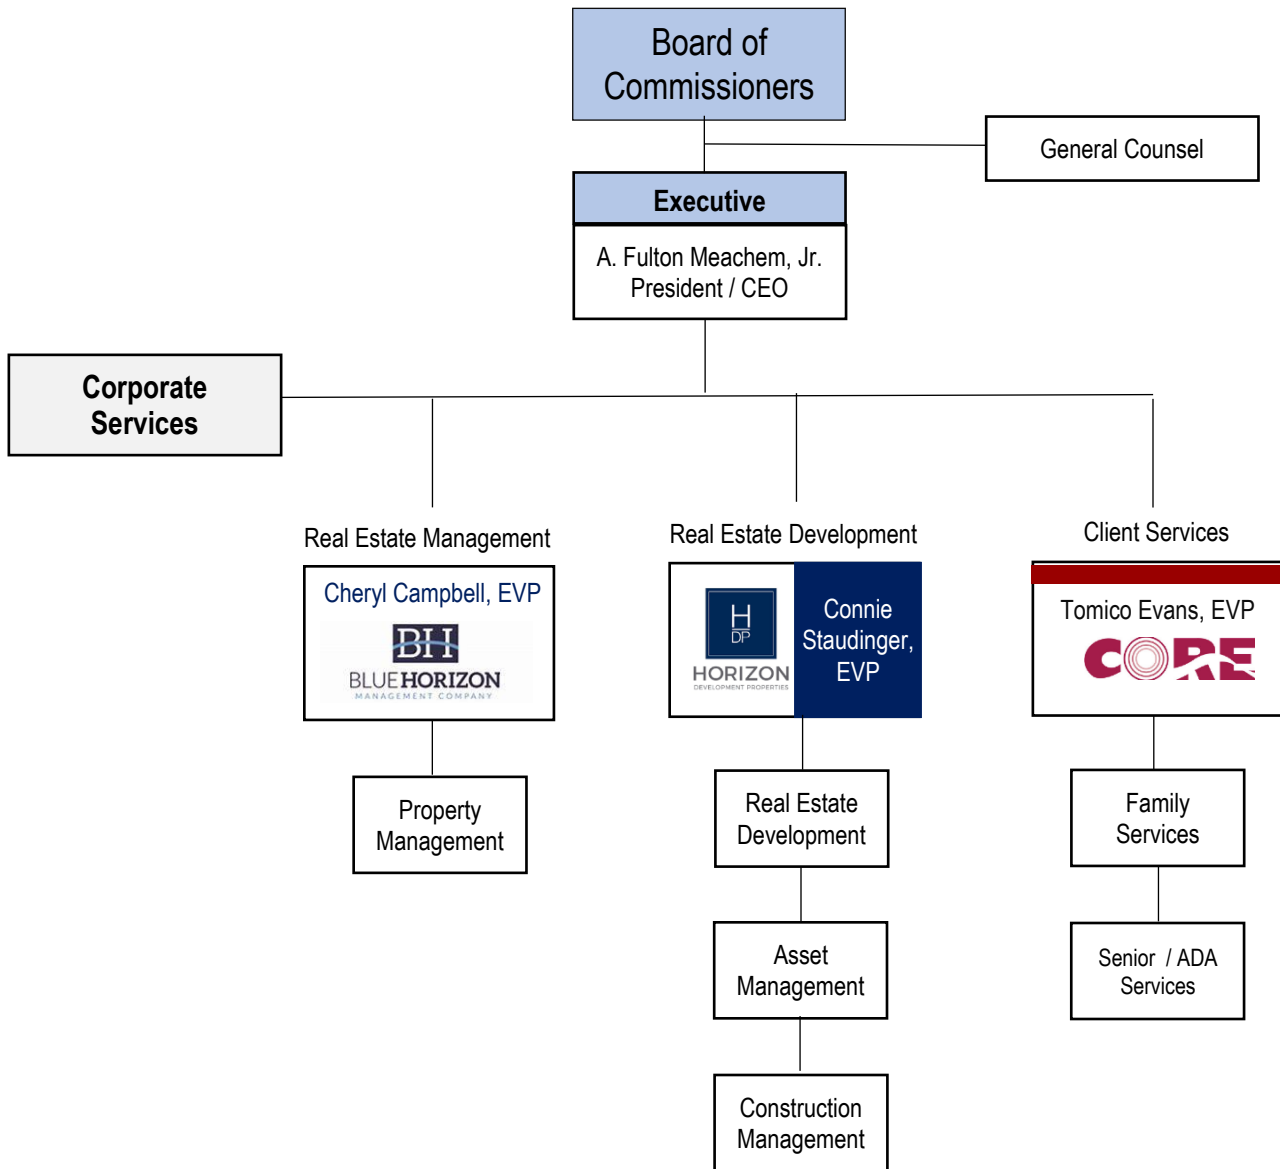 Board of
Commissioners
General Counsel
Executive
A. Fulton Meachem, Jr.
President / CEO
Corporate
Services
Real Estate Management
Cheryl Campbell, EVP
BH
BLUE HORIZON
MANAGEMENT COMPANY
Property
Management
Real Estate Development
H
DP
HORIZON
DEVELOPMENT PROPERTIES
Connie
Staudinger,
EVP
Real Estate
Development
Asset
Management
Construction
Management
Client Services
Tomico Evans, EVP
CORE
Family
Services
Senior / ADA
Services